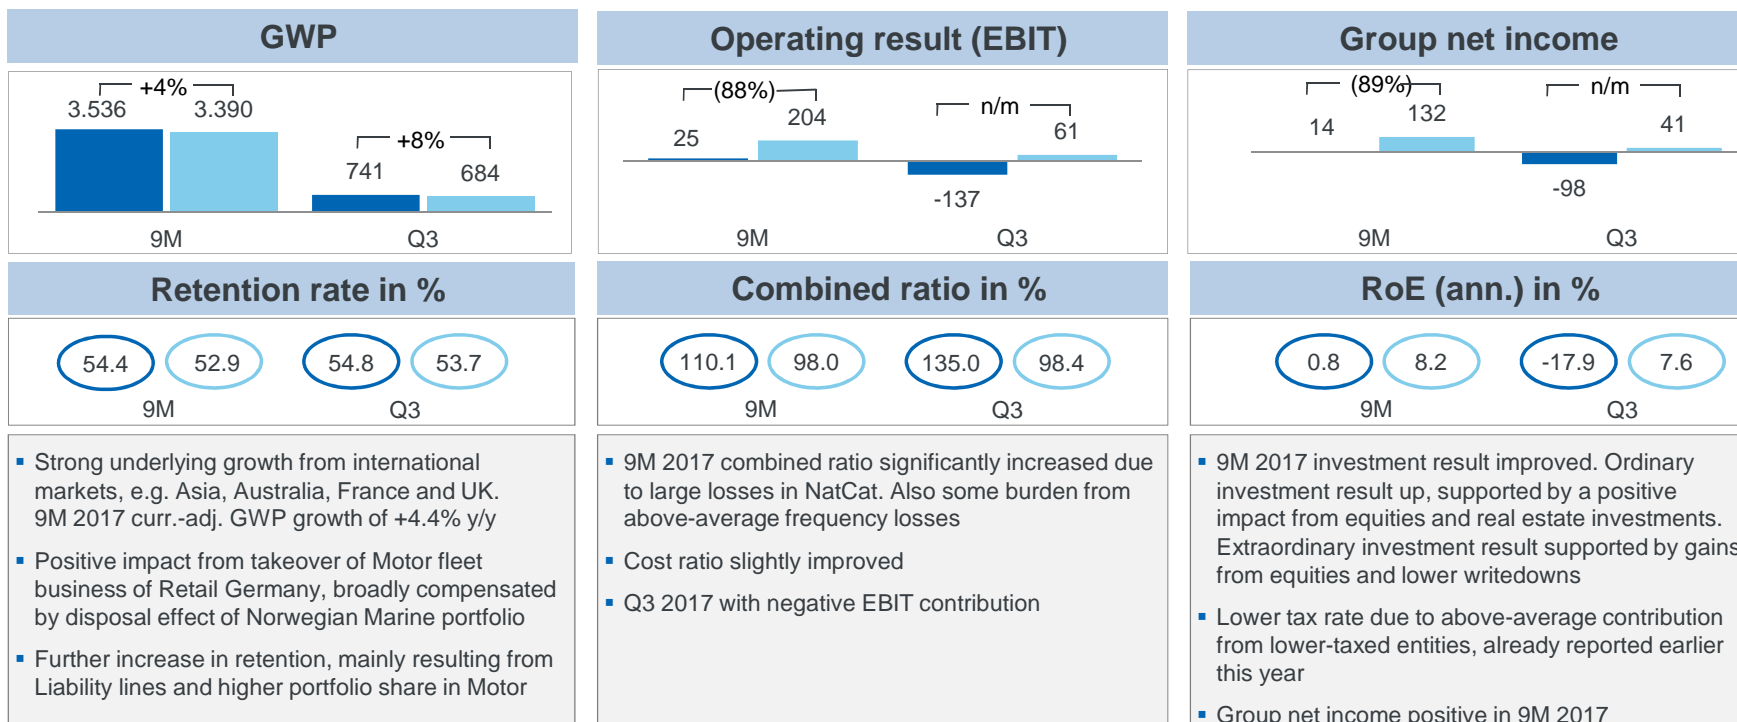 GWP
+4%
3.536
3.390
+8%
741
684
9M
Q3
Operating result (EBIT)
(88%)
n/m
25
204
61
-137
9M
Q3
Group net income
(89%)
n/m
14
132
41
-98
9M
Q3
Retention rate in %
54.4
52.9
54.8
53.7
9M
Q3
Combined ratio in %
110.1
98.0
135.0
98.4
9M
Q3
RoE (ann.) in %
0.8
8.2
-17.9
7.6
9M
Q3
▪ Strong underlying growth from international
markets, e.g. Asia, Australia, France and UK.
9M 2017 curr.-adj. GWP growth of +4.4% y/y
▪ Positive impact from takeover of Motor fleet
business of Retail Germany, broadly compensated
by disposal effect of Norwegian Marine portfolio
▪ Further increase in retention, mainly resulting from
Liability lines and higher portfolio share in Motor
▪ 9M 2017 combined ratio significantly increased due
to large losses in NatCat. Also some burden from
above-average frequency losses
▪ Cost ratio slightly improved
▪ Q3 2017 with negative EBIT contribution
▪ 9M 2017 investment result improved. Ordinary
investment result up, supported by a positive
impact from equities and real estate investments.
Extraordinary investment result supported by gains
from equities and lower writedowns
▪ Lower tax rate due to above-average contribution
from lower-taxed entities, already reported earlier
this year
▪ Group net income positive in 9M 2017